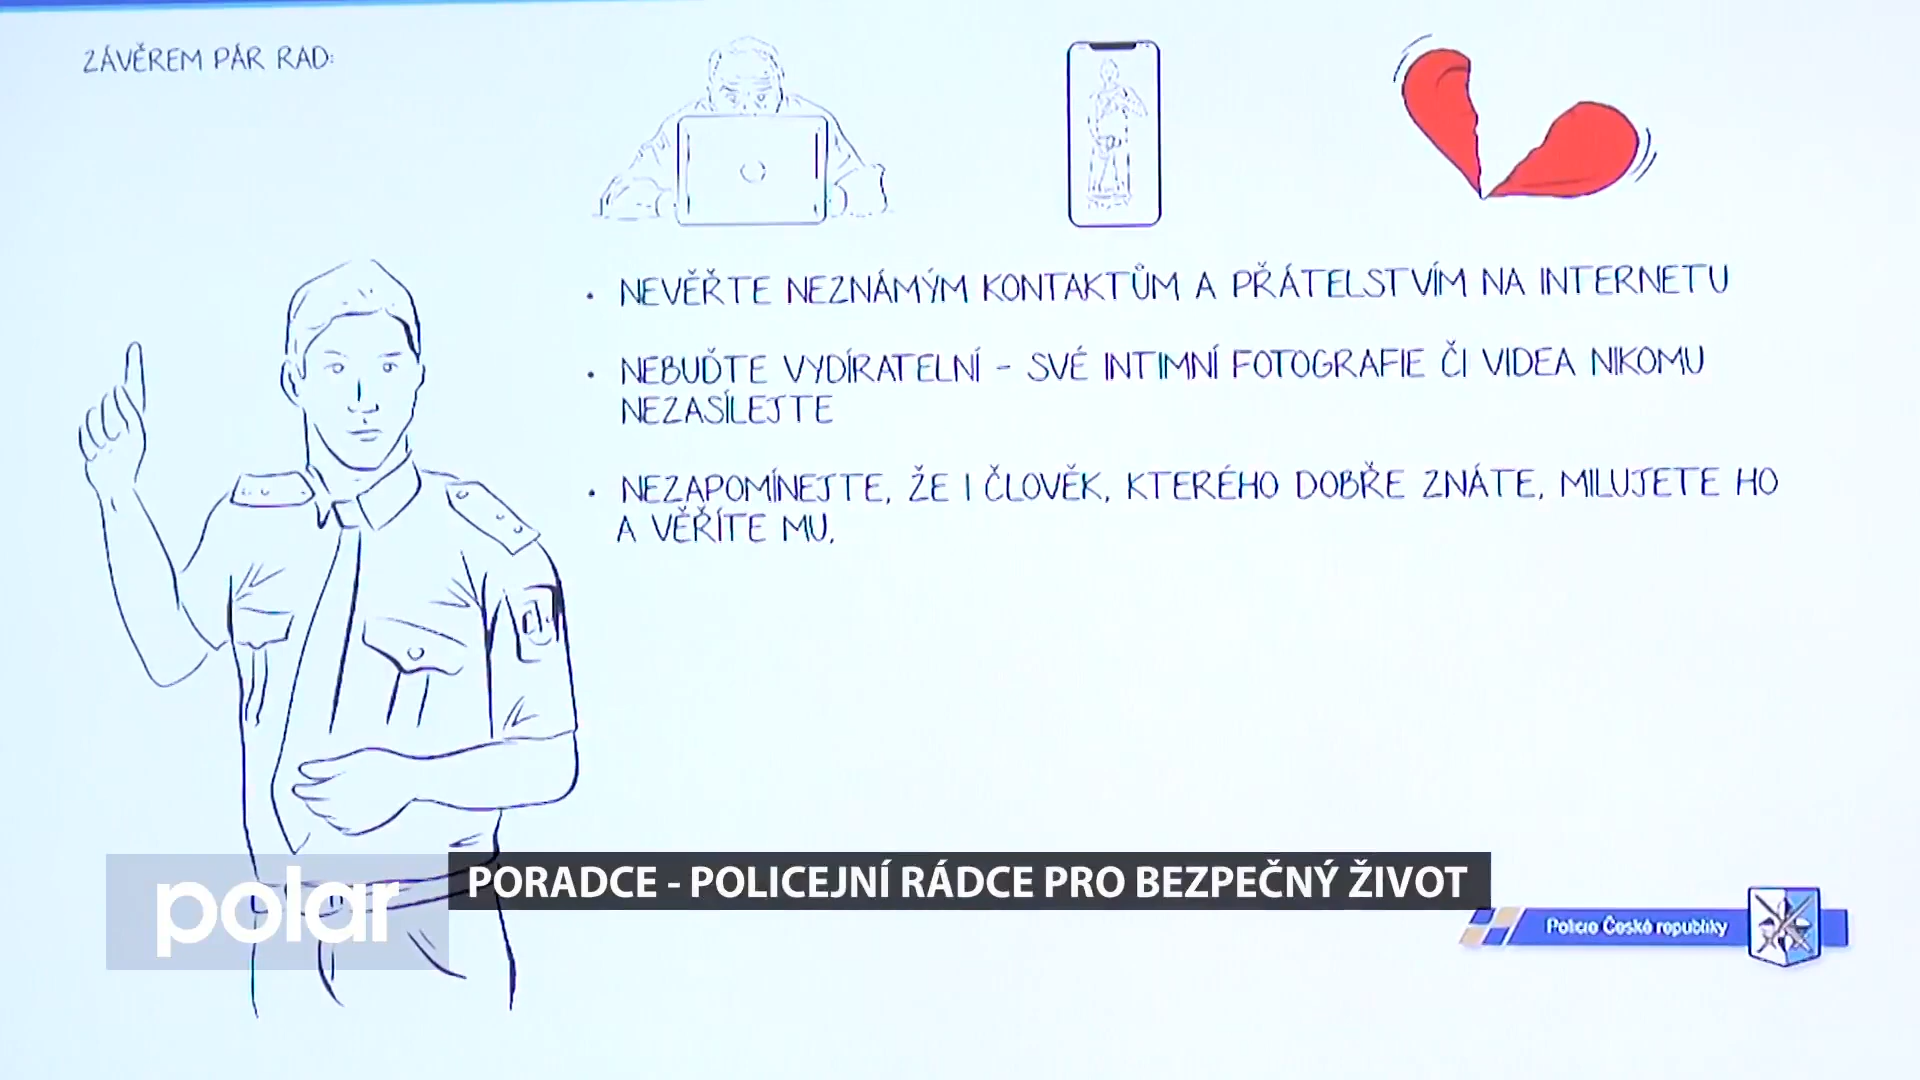 ZÁVĚREM PÁR RAD:
• NEVĚŘTE NEZNÁMÝM KONTAKTŮM A PŘÁTELSTVÍM NA INTERNETU
• NEBUĎTE VYDÍRATELNÍ - SVÉ INTIMNÍ FOTOGRAFIE ČI VIDEA NIKOMU
NEZASÍLEJTE
• NEZAPOMÍNEJTE, ŽE I ČLOVĚK, KTERÉHO DOBŘE ZNÁTE, MILUJETE HO
A VĚŘÍTE MU,
PORADCE - POLICEJNÍ RÁDCE PRO BEZPEČNÝ ŽIVOT
polar
Policie České republiky